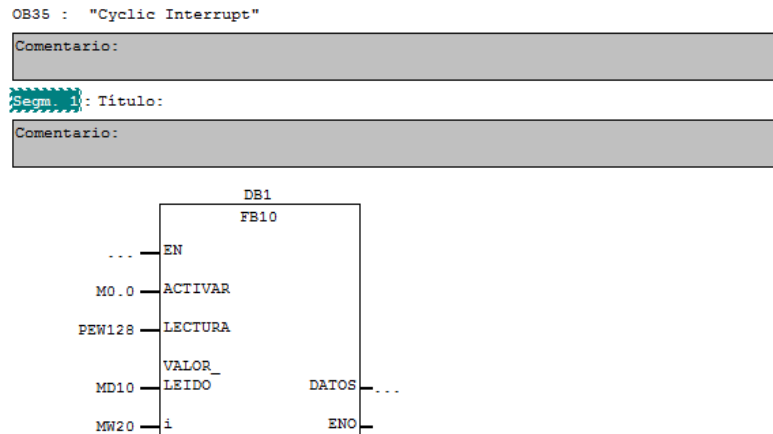 OB35 : "Cyclic Interrupt"
Comentario:
Segm. 1: Título:
Comentario:
DB1
FB10
... EN
M0.0 ACTIVAR
PEW128 LECTURA
VALOR_
MD10 LEIDO DATOS ...
MW20 i ENO